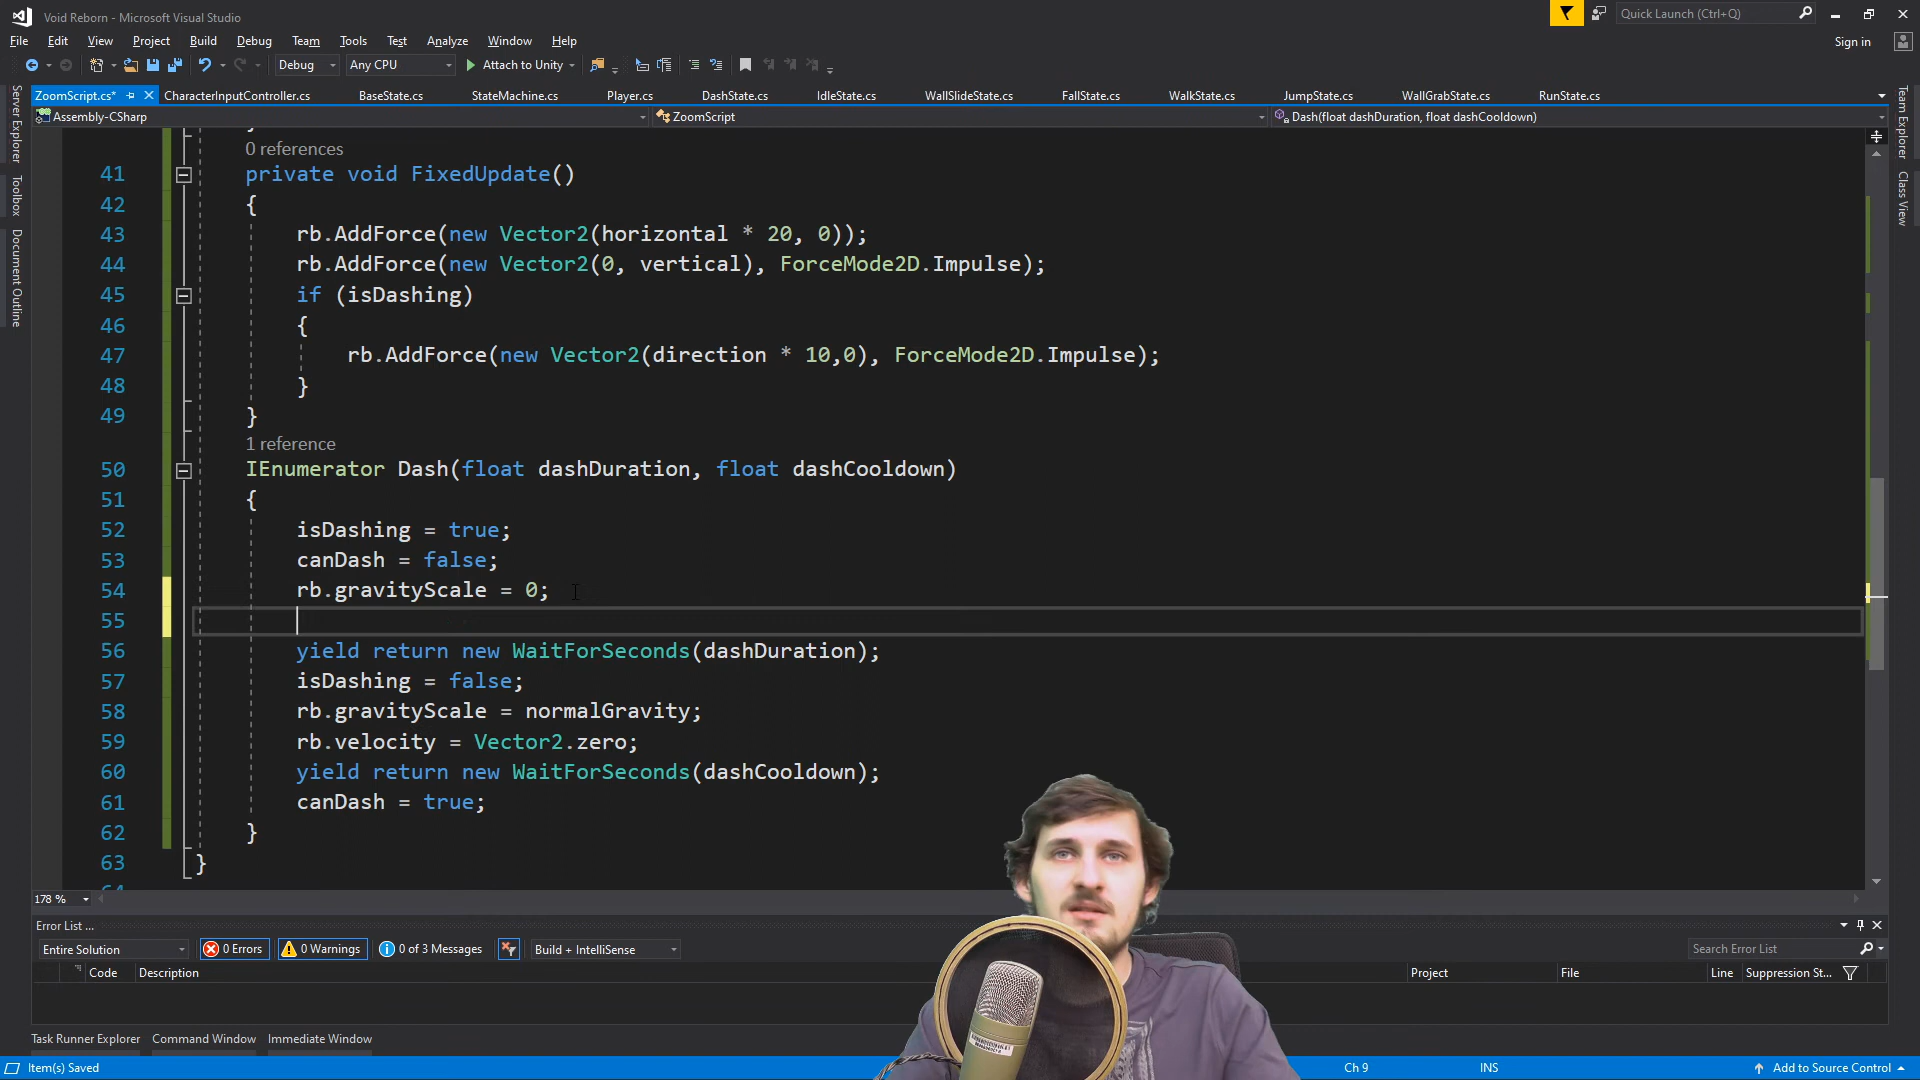 Void Reborn - Microsoft Visual Studio
Quick Launch (Ctrl+Q)
File Edit View Project Build Debug Team Tools Test Analyze Window Help
Sign in
Debug Any CPU Attach to Unity
ZoomScript.cs* CharacterInputController.cs BaseState.cs StateMachine.cs Player.cs DashState.cs IdleState.cs WallSlideState.cs FallState.cs WalkState.cs JumpState.cs WallGrabState.cs RunState.cs
Assembly-CSharp ZoomScript Dash(float dashDuration, float dashCooldown)
Server Explorer
Toolbox
Document Outline
Team Explorer
Class View
0 references
41 private void FixedUpdate()
42 {
43 rb.AddForce(new Vector2(horizontal * 20, 0));
44 rb.AddForce(new Vector2(0, vertical), ForceMode2D.Impulse);
45 if (isDashing)
46 {
47 rb.AddForce(new Vector2(direction * 10,0), ForceMode2D.Impulse);
48 }
49 }
1 reference
50 IEnumerator Dash(float dashDuration, float dashCooldown)
51 {
52 isDashing = true;
53 canDash = false;
54 rb.gravityScale = 0;
55
56 yield return new WaitForSeconds(dashDuration);
57 isDashing = false;
58 rb.gravityScale = normalGravity;
59 rb.velocity = Vector2.zero;
60 yield return new WaitForSeconds(dashCooldown);
61 canDash = true;
62 }
63 }
178 %
Error List ...
Entire Solution 0 Errors 0 Warnings 0 of 3 Messages Build + IntelliSense Search Error List
Code Description Project File Line Suppression St...
Task Runner Explorer Command Window Immediate Window
Item(s) Saved Ch 9 INS Add to Source Control